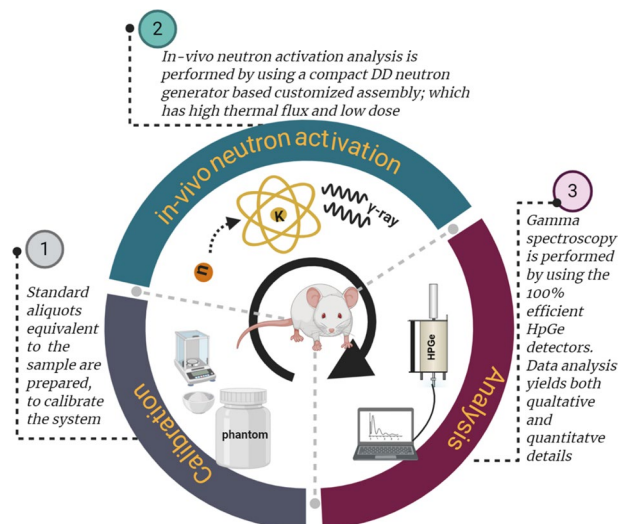 2
In-vivo neutron activation analysis is
performed by using a compact DD neutron
generator based customized assembly; which
has high thermal flux and low dose
in-vivo neutron activation
K
γ-ray
n
3
Gamma
spectroscopy
is performed
by using the
100%
efficient
HpGe
detectors.
Data analysis
yields both
qualtative
and
quantitatve
details
1
Standard
aliquots
equivalent
to the
sample are
prepared,
to calibrate
the system
HPGe
phantom
Callibration
Analysis